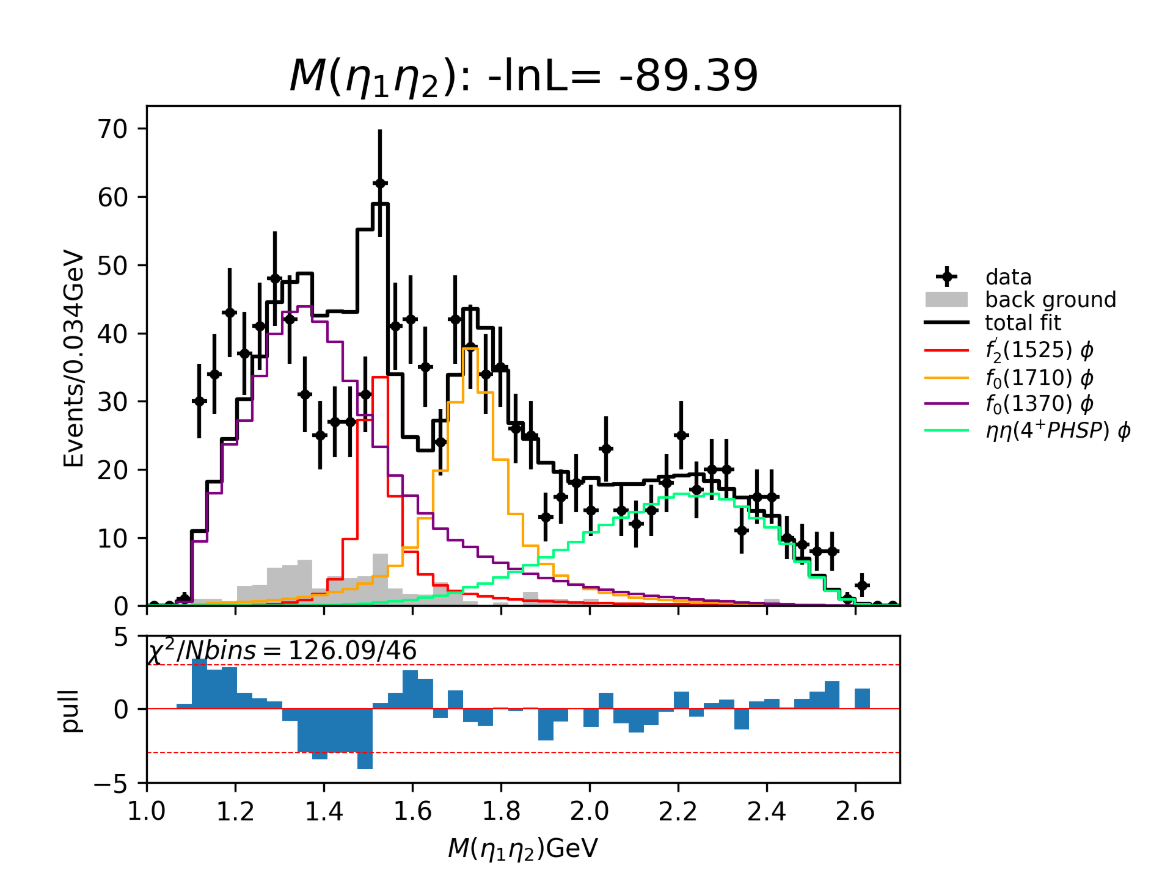 M(η₁η₂): -lnL= -89.39
70
60
50
40
30
20
10
0
Events/0.034GeV
data
back ground
total fit
f₂′(1525) ϕ
f₀(1710) ϕ
f₀(1370) ϕ
ηη(4⁺PHSP) ϕ
χ²/Nbins = 126.09/46
5
0
−5
pull
1.0 1.2 1.4 1.6 1.8 2.0 2.2 2.4 2.6
M(η₁η₂)GeV